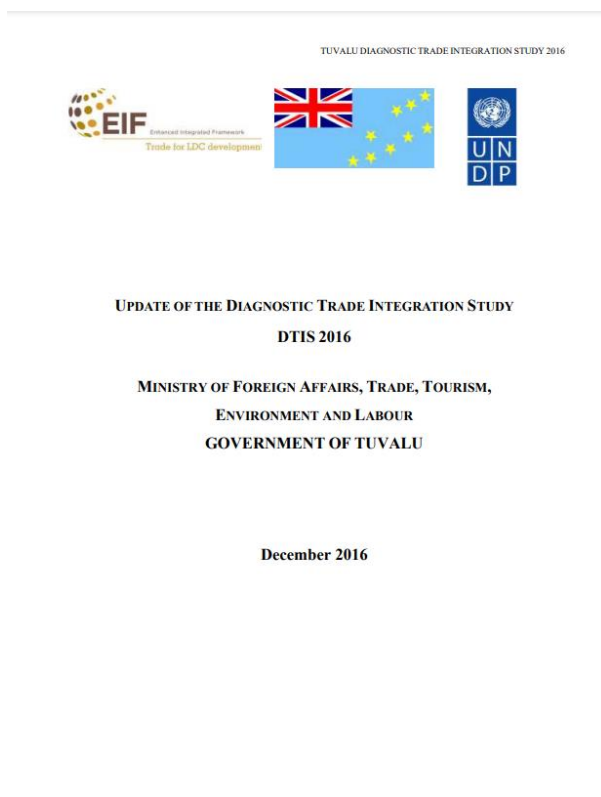 TUVALU DIAGNOSTIC TRADE INTEGRATION STUDY 2016
EIF
Enhanced Integrated Framework
Trade for LDC development
U N
D P
UPDATE OF THE DIAGNOSTIC TRADE INTEGRATION STUDY
DTIS 2016
MINISTRY OF FOREIGN AFFAIRS, TRADE, TOURISM,
ENVIRONMENT AND LABOUR
GOVERNMENT OF TUVALU
December 2016